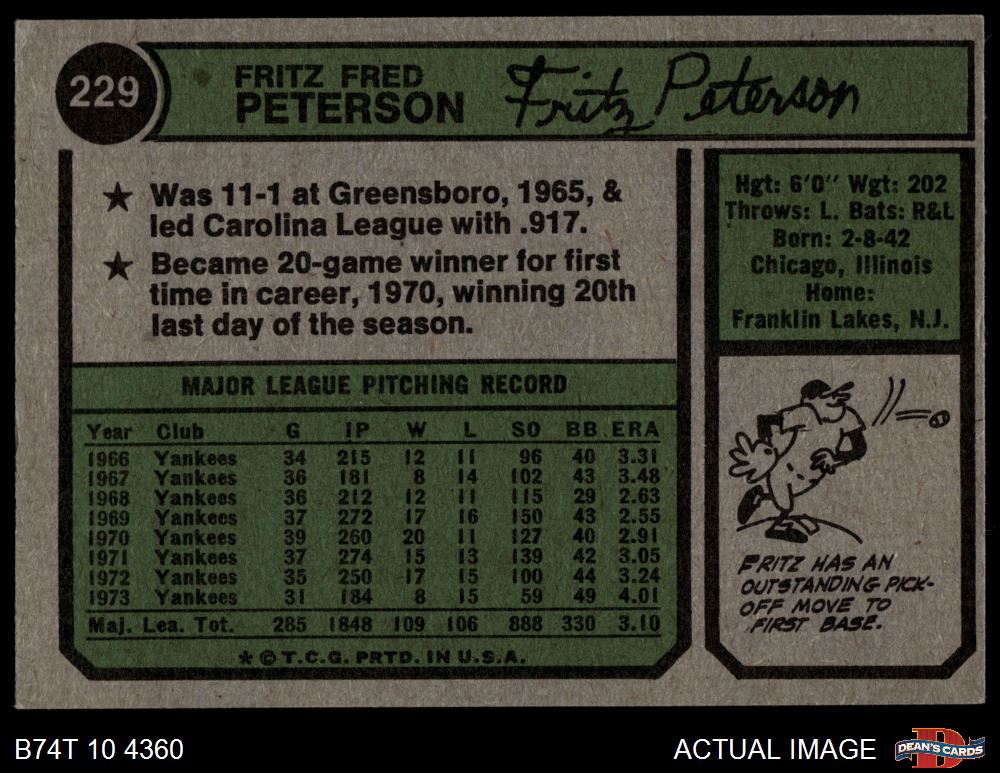 229
FRITZ FRED
PETERSON
Fritz Peterson
★ Was 11-1 at Greensboro, 1965, &
led Carolina League with .917.
★ Became 20-game winner for first
time in career, 1970, winning 20th
last day of the season.
Hgt: 6'0" Wgt: 202
Throws: L. Bats: R&L
Born: 2-8-42
Chicago, Illinois
Home:
Franklin Lakes, N.J.
MAJOR LEAGUE PITCHING RECORD
Year Club G IP W L SO BB ERA
1966 Yankees 34 215 12 11 96 40 3.31
1967 Yankees 36 181 8 14 102 43 3.48
1968 Yankees 36 212 12 11 115 29 2.63
1969 Yankees 37 272 17 16 150 43 2.55
1970 Yankees 39 260 20 11 127 40 2.91
1971 Yankees 37 274 15 13 139 42 3.05
1972 Yankees 35 250 17 15 100 44 3.24
1973 Yankees 31 184 8 15 59 49 4.01
Maj. Lea. Tot. 285 1848 109 106 888 330 3.10
* © T.C.G. PRTD. IN U.S.A.
FRITZ HAS AN
OUTSTANDING PICK-
OFF MOVE TO
FIRST BASE.
B74T 10 4360
ACTUAL IMAGE
DEAN'S CARDS